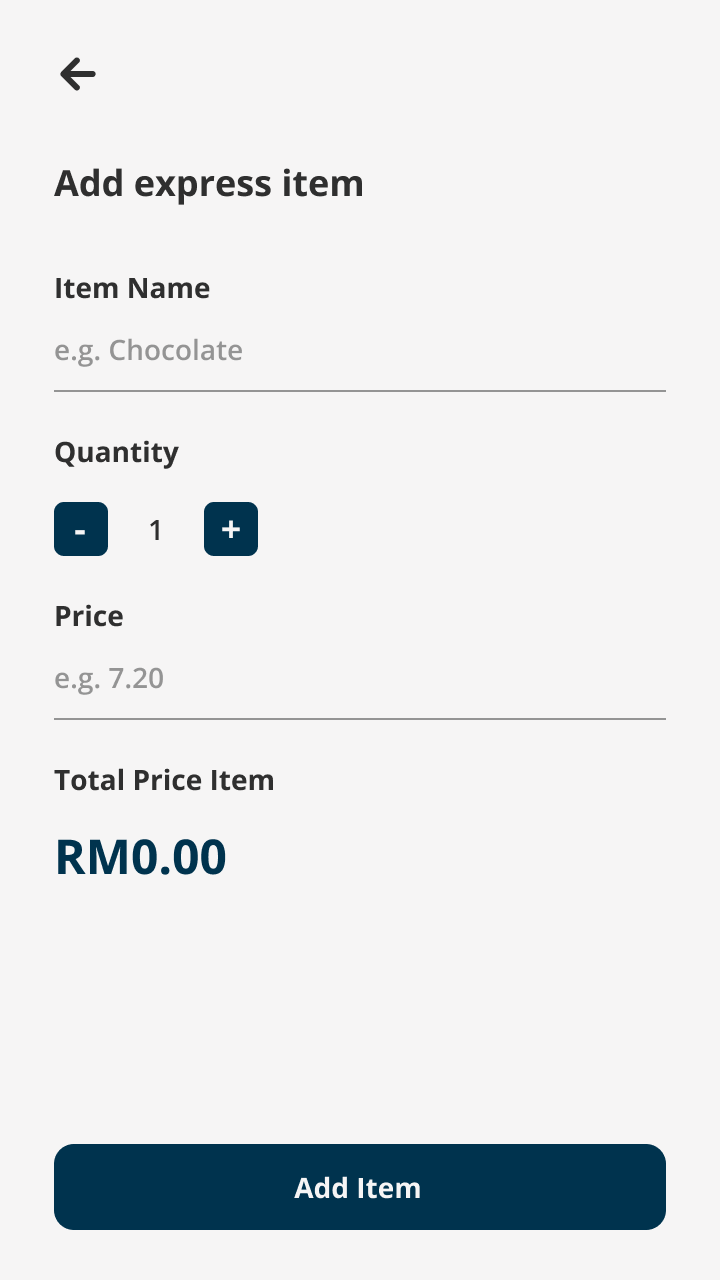 Add express item
Item Name
e.g. Chocolate
Quantity
- 1 +
Price
e.g. 7.20
Total Price Item
RM0.00
Add Item